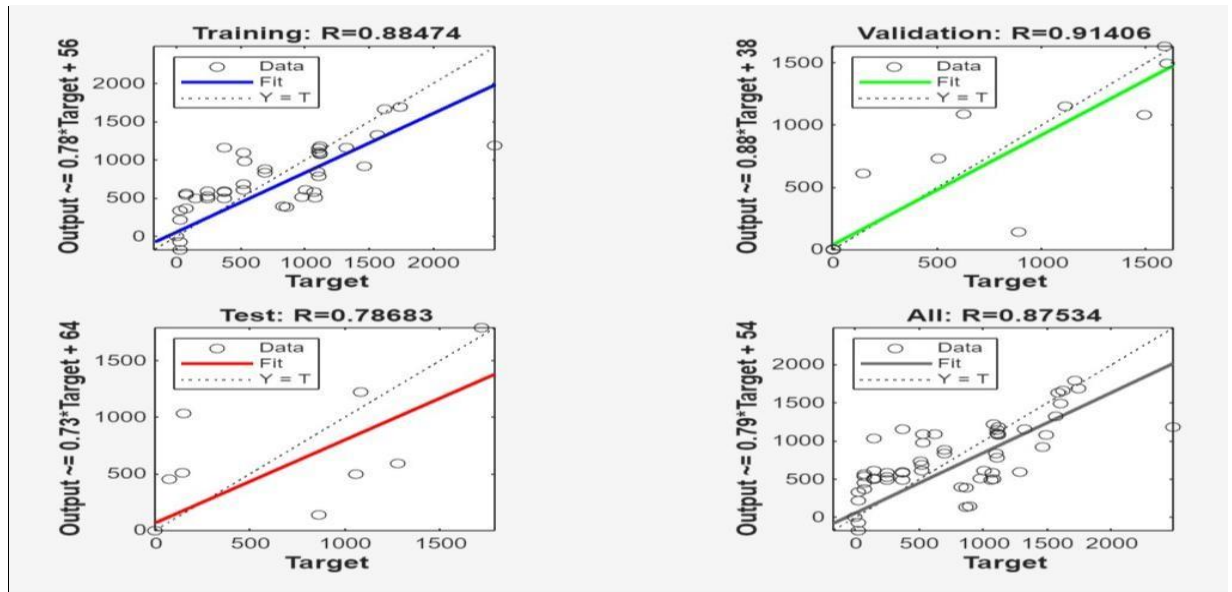 Training: R=0.88474
Output ~= 0.78*Target + 56
2000
1500
1000
500
0
Data
Fit
Y = T
0 500 1000 1500 2000
Target
Validation: R=0.91406
Output ~= 0.88*Target + 38
1500
1000
500
0
Data
Fit
Y = T
0 500 1000 1500
Target
Test: R=0.78683
Output ~= 0.73*Target + 64
1500
1000
500
0
Data
Fit
Y = T
0 500 1000 1500
Target
All: R=0.87534
Output ~= 0.79*Target + 54
2000
1500
1000
500
0
Data
Fit
Y = T
0 500 1000 1500 2000
Target